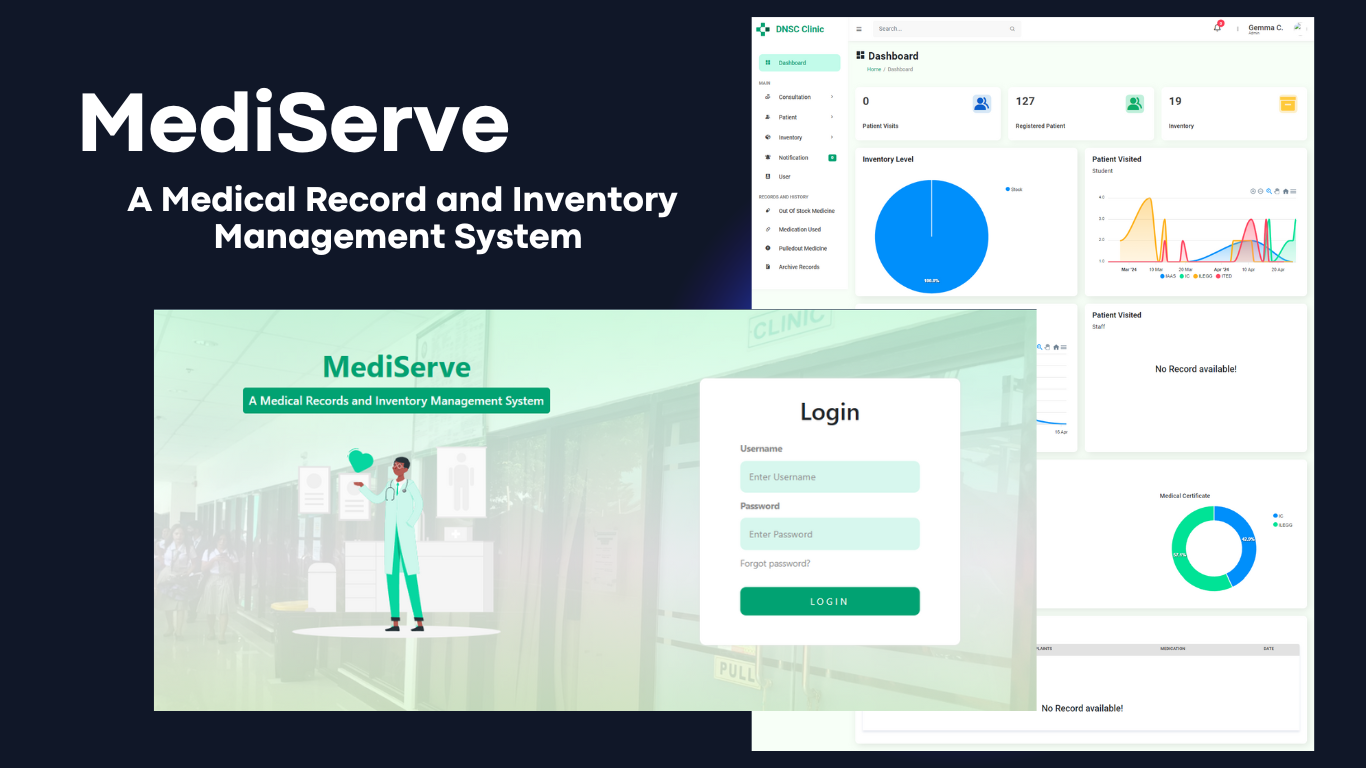 MediServe
A Medical Record and Inventory
Management System
DNSC Clinic
Search...
Gemma C.
Admin
Dashboard
MAIN
Consultation
Patient
Inventory
Notification
User
RECORDS AND HISTORY
Out Of Stock Medicine
Medication Used
Pulledout Medicine
Archive Records
Dashboard
Home / Dashboard
0
Patient Visits
127
Registered Patient
19
Inventory
Inventory Level
Stock
100.0%
Patient Visited
Student
4.0
3.0
2.0
1.0
Mar '24 10 Mar 20 Mar Apr '24 10 Apr 20 Apr
IAAS IC ILEGG ITED
Patient Visited
Staff
No Record available!
15 Apr
Medical Certificate
IC
ILEGG
42.9%
57.1%
PLAINTS MEDICATION DATE
No Record available!
CLINIC
MediServe
A Medical Records and Inventory Management System
Login
Username
Enter Username
Password
Enter Password
Forgot password?
LOGIN
PULL